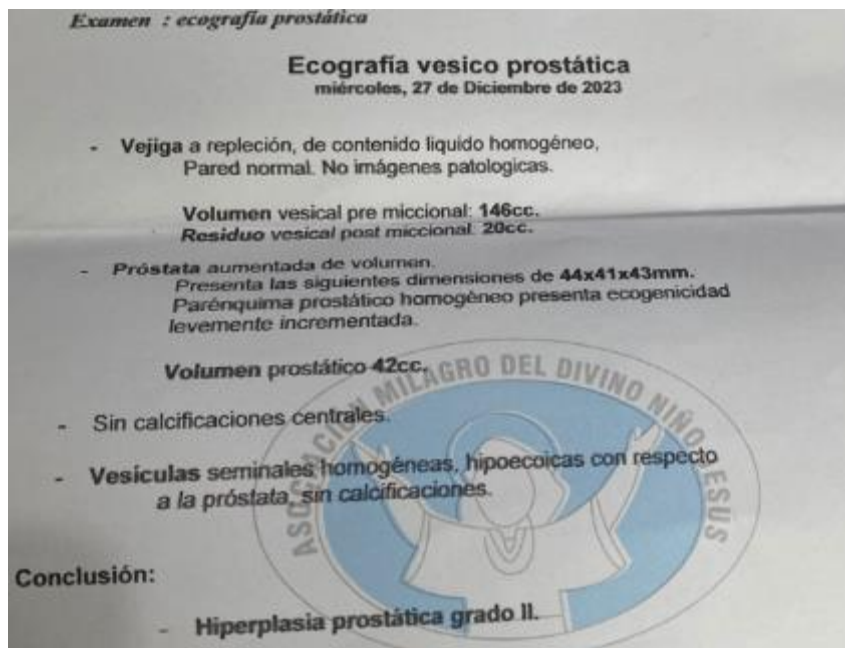 Examen : ecografía prostática
Ecografía vesico prostática
miércoles, 27 de Diciembre de 2023
- Vejiga a repleción, de contenido liquido homogéneo,
Pared normal. No imágenes patologicas.
Volumen vesical pre miccional: 146cc.
Residuo vesical post miccional: 20cc.
- Próstata aumentada de volumen.
Presenta las siguientes dimensiones de 44x41x43mm.
Parénquima prostático homogéneo presenta ecogenicidad
levemente incrementada.
Volumen prostático 42cc.
- Sin calcificaciones centrales.
- Vesículas seminales homogéneas, hipoecoicas con respecto
a la próstata, sin calcificaciones.
ASOCIACION MILAGRO DEL DIVINO NIÑO JESUS
Conclusión:
- Hiperplasia prostática grado II.